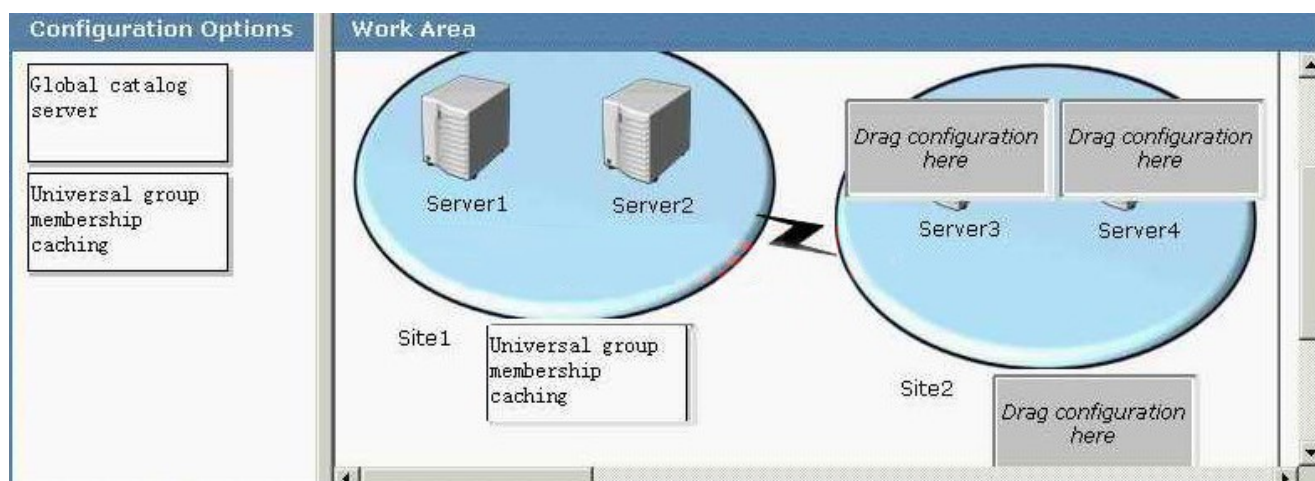 Configuration Options
Work Area
Global catalog
server
Universal group
membership
caching
Server1
Server2
Drag configuration
here
Drag configuration
here
Server3
Server4
Site1
Universal group
membership
caching
Site2
Drag configuration
here